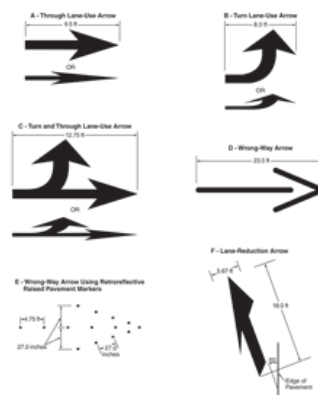 A - Through Lane-Use Arrow
9.5 ft
OR
B - Turn Lane-Use Arrow
8.0 ft
OR
C - Turn and Through Lane-Use Arrow
12.75 ft
OR
D - Wrong-Way Arrow
23.5 ft
E - Wrong-Way Arrow Using Retroreflective
Raised Pavement Markers
4.75 ft
27.0 inches
27.0
inches
F - Lane-Reduction Arrow
5.67 ft
18.0 ft
Edge of
Pavement